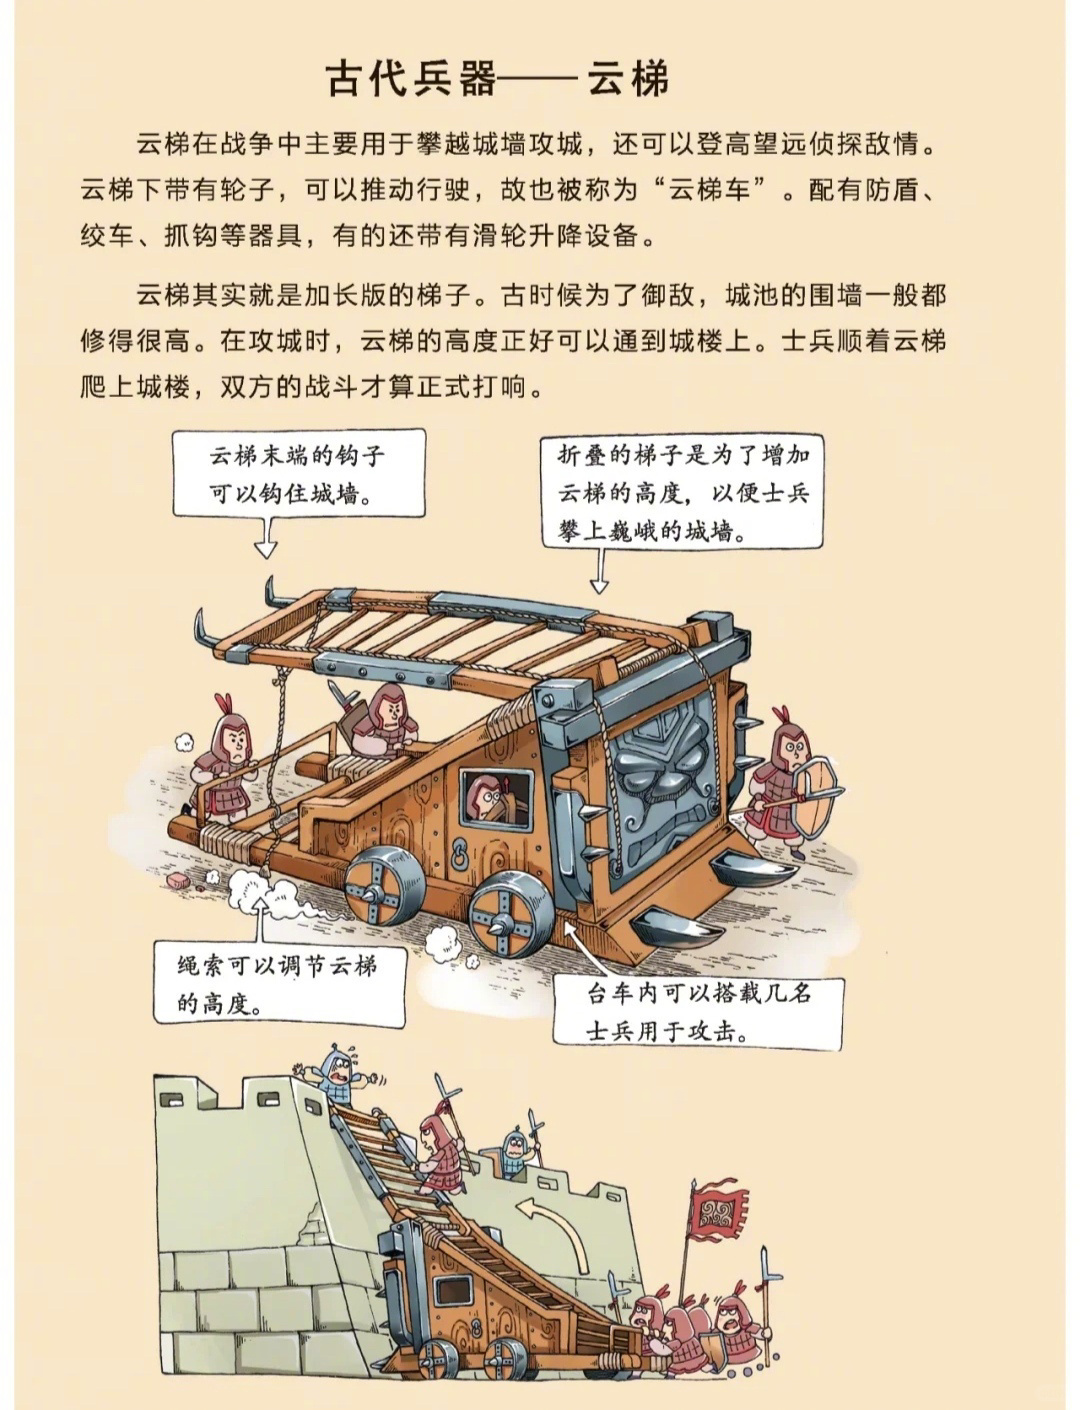 古代兵器——云梯
云梯在战争中主要用于攀越城墙攻城，还可以登高望远侦探敌情。
云梯下带有轮子，可以推动行驶，故也被称为“云梯车”。配有防盾、
绞车、抓钩等器具，有的还带有滑轮升降设备。
云梯其实就是加长版的梯子。古时候为了御敌，城池的围墙一般都
修得很高。在攻城时，云梯的高度正好可以通到城楼上。士兵顺着云梯
爬上城楼，双方的战斗才算正式打响。
云梯末端的钩子
可以钩住城墙。
折叠的梯子是为了增加
云梯的高度，以便士兵
攀上巍峨的城墙。
绳索可以调节云梯
的高度。
台车内可以搭载几名
士兵用于攻击。